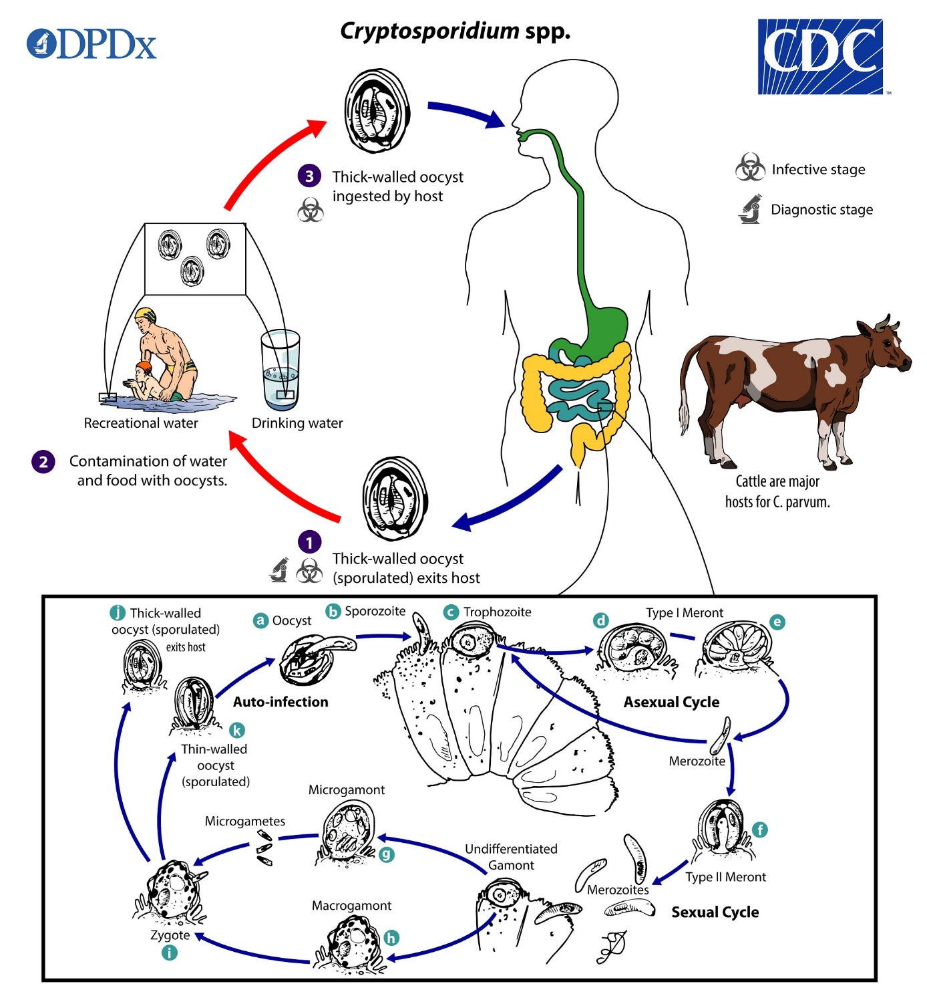 DPDx
Cryptosporidium spp.
CDC
TM
3
Thick-walled oocyst
ingested by host
Infective stage
Diagnostic stage
Recreational water
Drinking water
2
Contamination of water
and food with oocysts.
Cattle are major
hosts for C. parvum.
1
Thick-walled oocyst
(sporulated) exits host
j Thick-walled
oocyst (sporulated)
exits host
a Oocyst
b Sporozoite
c Trophozoite
d
Type I Meront
e
Auto-infection
Asexual Cycle
k
Thin-walled
oocyst
(sporulated)
Merozoite
Microgamont
Microgametes
g
f
Undifferentiated
Gamont
Type II Meront
Merozoites
Sexual Cycle
Macrogamont
h
Zygote
i